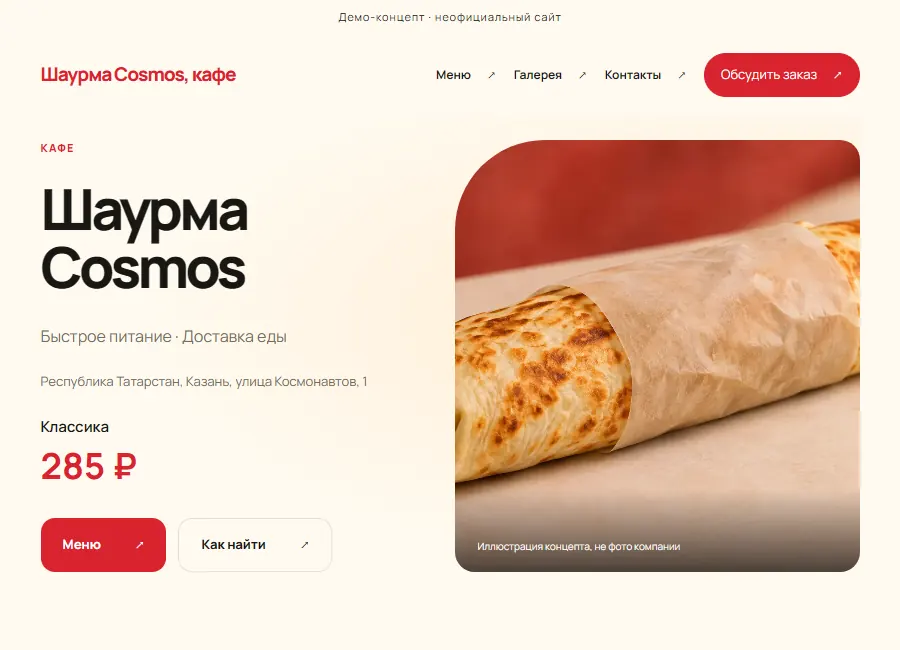 Демо-концепт · неофициальный сайт
Шаурма Cosmos, кафе
Меню ↗ Галерея ↗ Контакты ↗ Обсудить заказ ↗
КАФЕ
Шаурма
Cosmos
Быстрое питание · Доставка еды
Республика Татарстан, Казань, улица Космонавтов, 1
Классика
285 ₽
Меню ↗ Как найти ↗
Иллюстрация концепта, не фото компании